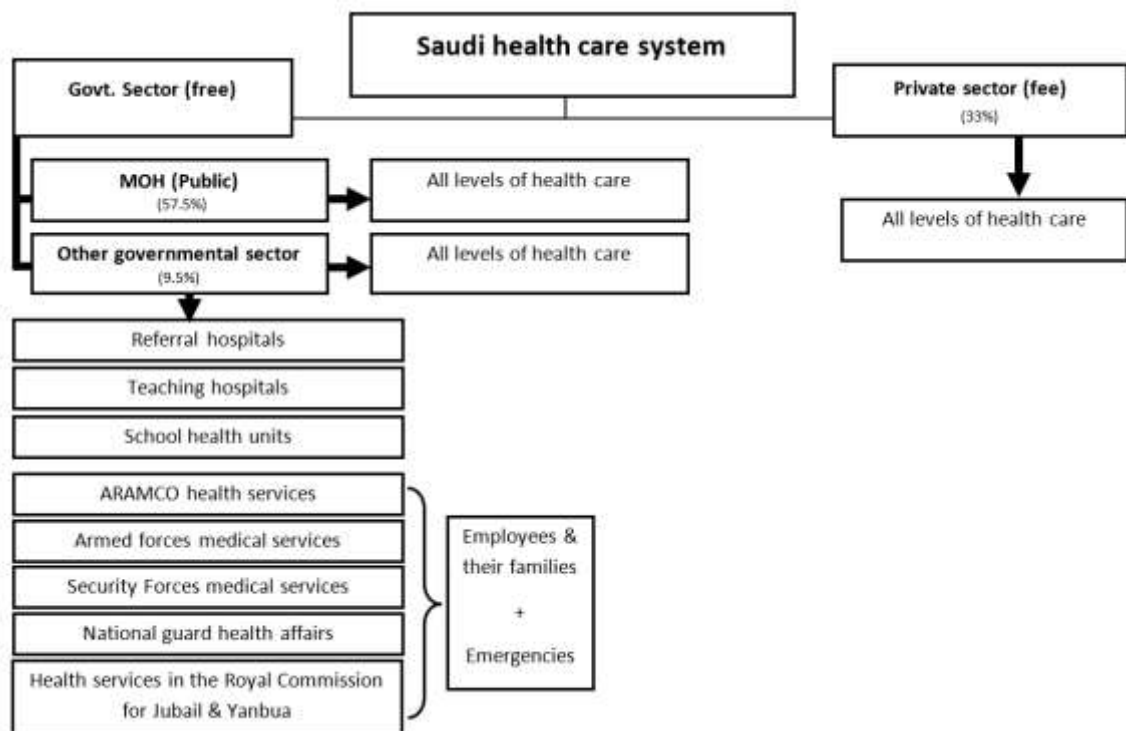 Saudi health care system
Govt. Sector (free)
Private sector (fee)
(33%)
MOH (Public)
(57.5%)
All levels of health care
All levels of health care
Other governmental sector
(9.5%)
All levels of health care
Referral hospitals
Teaching hospitals
School health units
ARAMCO health services
Armed forces medical services
Security Forces medical services
National guard health affairs
Health services in the Royal Commission
for Jubail & Yanbua
Employees &
their families
+
Emergencies